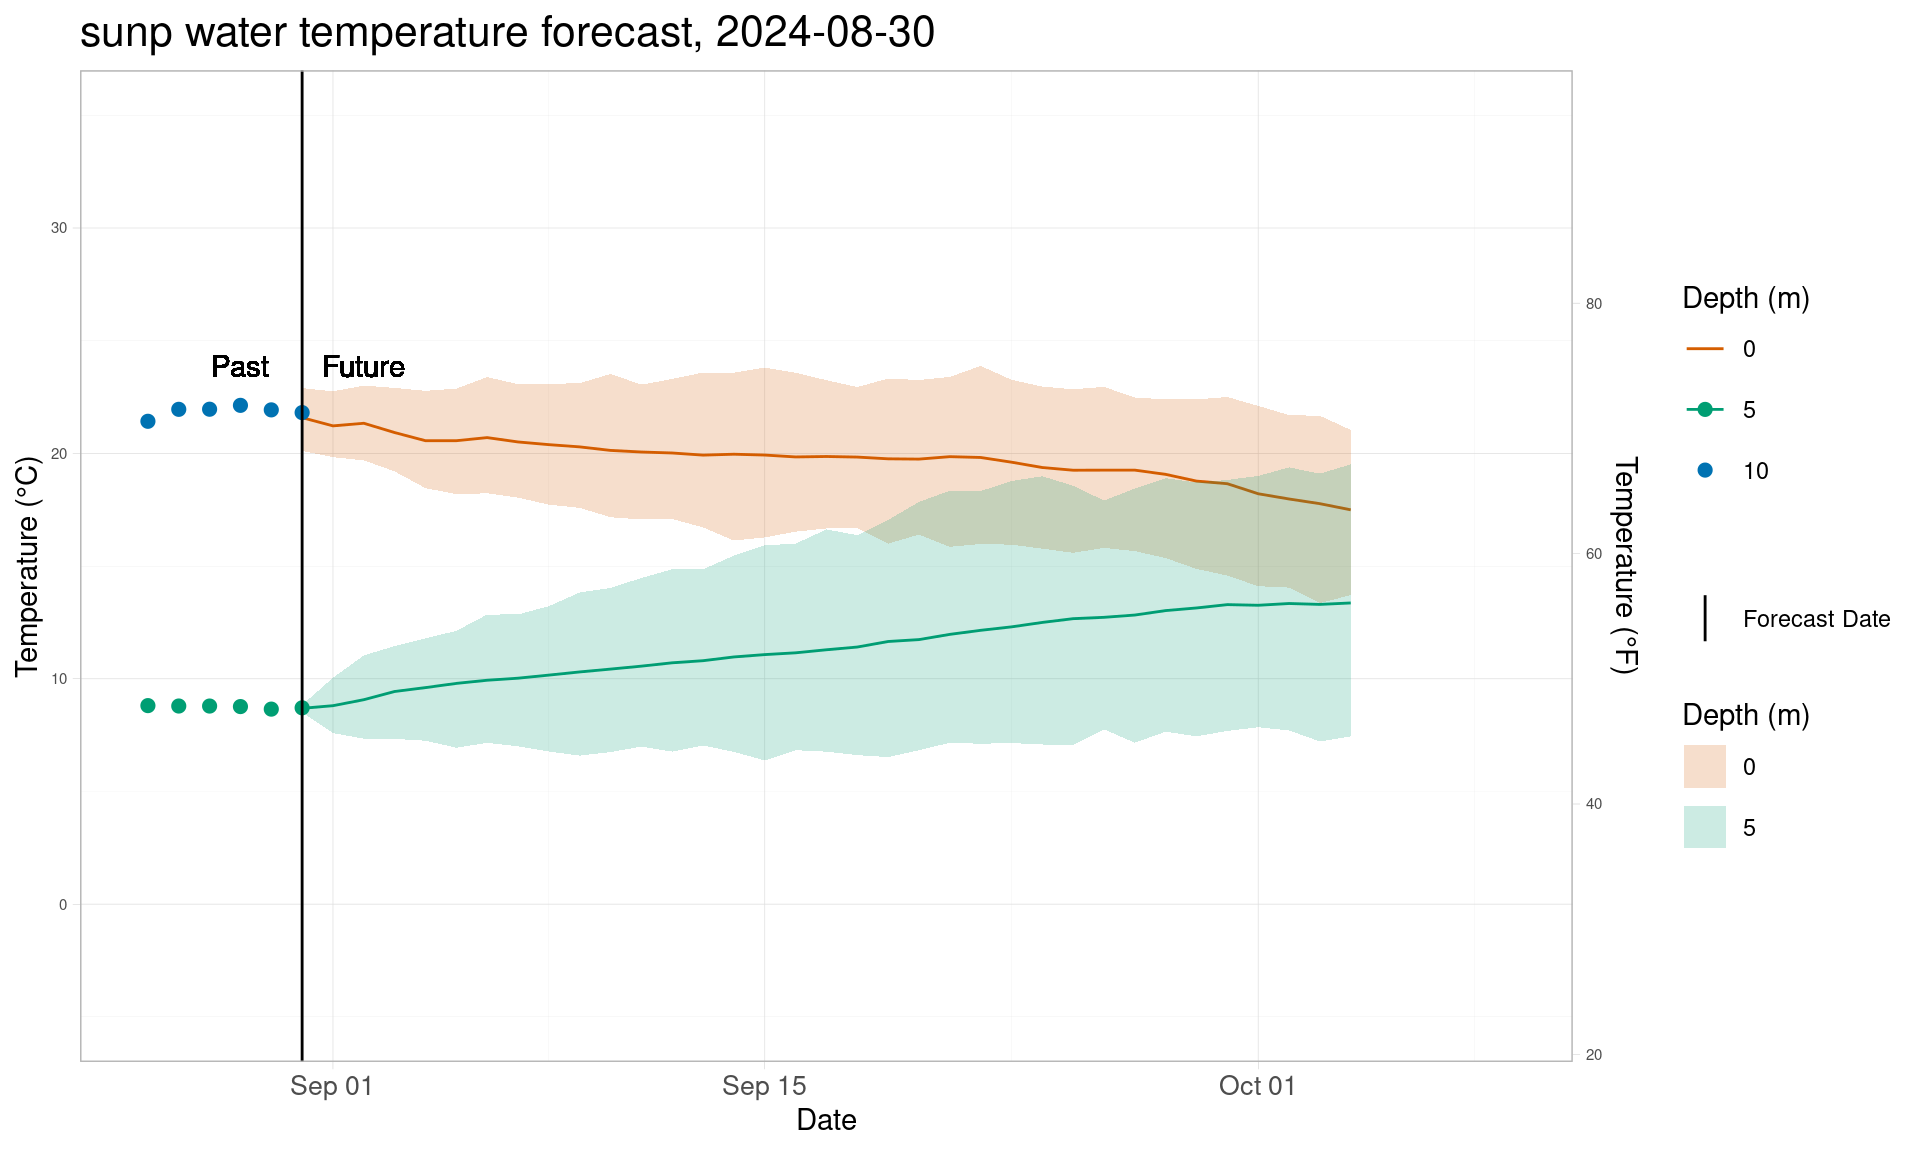 sunp water temperature forecast, 2024-08-30
Past
Future
30
20
10
0
Temperature (°C)
80
60
40
20
Temperature (°F)
Sep 01
Sep 15
Oct 01
Date
Depth (m)
0
5
10
Forecast Date
Depth (m)
0
5